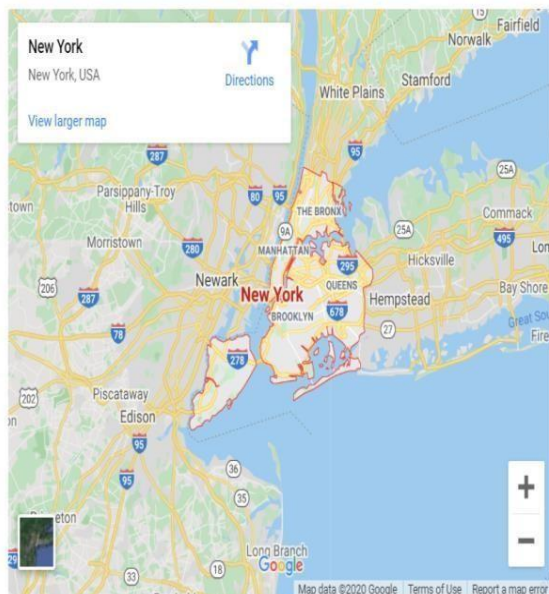 New York
New York, USA
Directions
View larger map
15
Fairfield
Norwalk
Stamford
White Plains
95
287
25A
Parsippany-Troy
Hills
80
95
THE BRONX
Commack
9A
25A
Morristown
280
MANHATTAN
495
Hicksville
295
206
Newark
QUEENS
Bay Shore
287
New York
Hempstead
BROOKLYN
678
78
27
278
202
Piscataway
Edison
95
36
95
35
Long Branch
Google
33
18
+
−
Map data ©2020 Google
Terms of Use
Report a map error